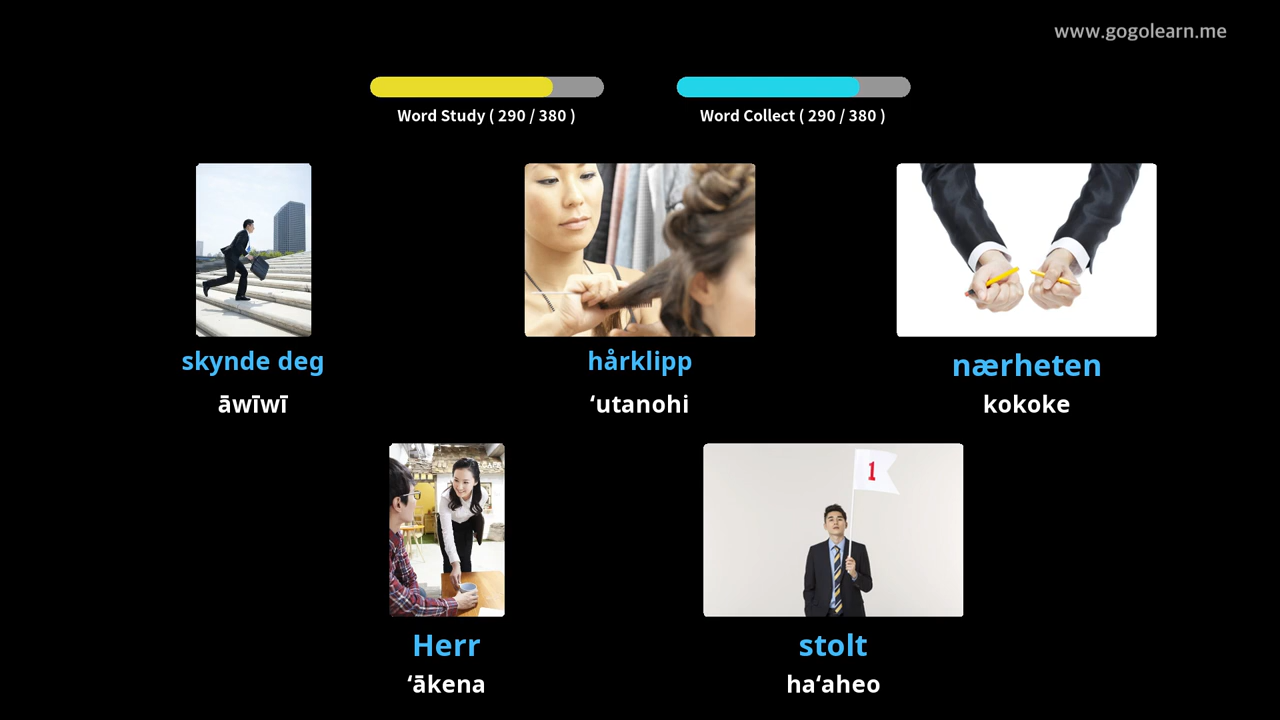 www.gogolearn.me
Word Study ( 290 / 380 )
Word Collect ( 290 / 380 )
skynde deg
hårklipp
nærheten
āwīwī
ʻutanohi
kokoke
1
Herr
stolt
ʻākena
haʻaheo